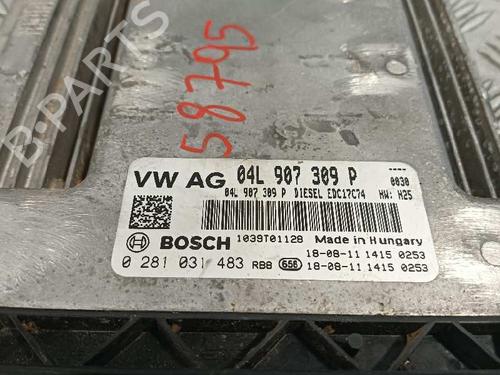 58795
B-PARTS
VW AG 04L 907 309 P
04L 907 309 P DIESEL EDC17C74
0030
HW: H25
BOSCH 1039T01128 Made in Hungary
18-08-11 1415 0253
0 281 031 483 RB8 656 18-08-11 1415 0253